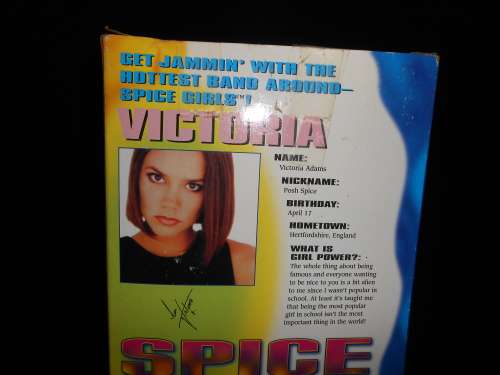 GET JAMMIN' WITH THE
HOTTEST BAND AROUND—
SPICE GIRLS™!
VICTORIA
NAME:
Victoria Adams
NICKNAME:
Posh Spice
BIRTHDAY:
April 17
HOMETOWN:
Hertfordshire, England
WHAT IS
GIRL POWER?:
The whole thing about being
famous and everyone wanting
to be nice to you is a bit alien
to me since I wasn't popular in
school. At least it's taught me
that being the most popular
girl in school isn't the most
important thing in the world!
SPICE